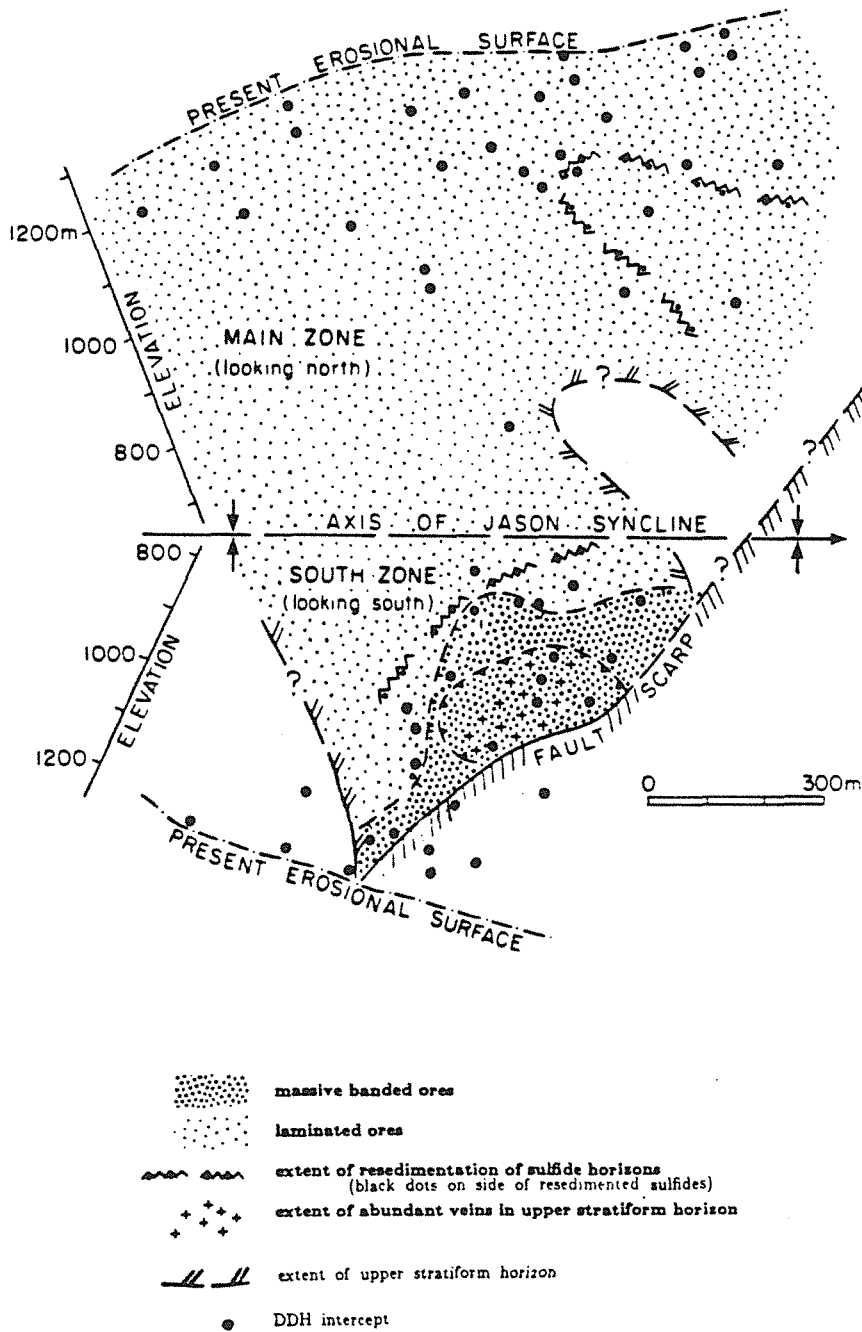 PRESENT EROSIONAL SURFACE
1200m
1000
800
ELEVATION
MAIN ZONE
(looking north)
?
?
AXIS OF JASON SYNCLINE
800
1000
1200
ELEVATION
SOUTH ZONE
(looking south)
?
?
FAULT SCARP
0 300m
PRESENT EROSIONAL SURFACE
massive banded ores
laminated ores
extent of resedimentation of sulfide horizons
(black dots on side of resedimented sulfides)
extent of abundant veins in upper stratiform horizon
extent of upper stratiform horizon
DDH intercept